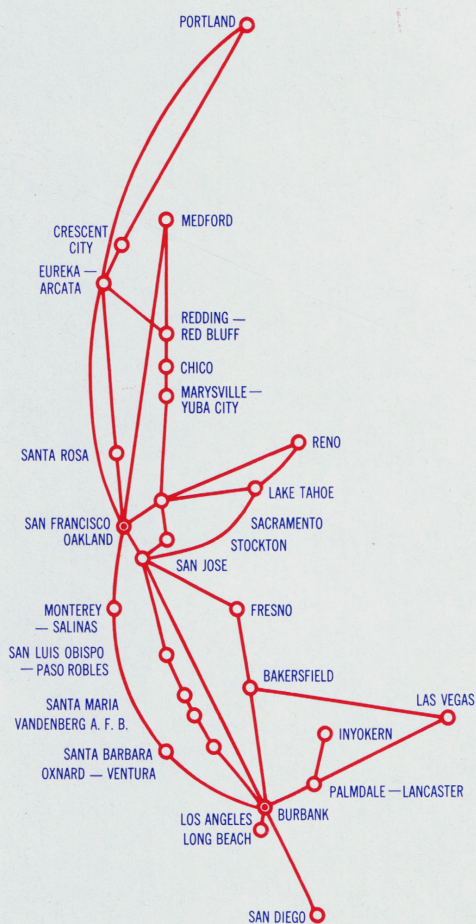 PORTLAND
MEDFORD
CRESCENT
CITY
EUREKA —
ARCATA
REDDING —
RED BLUFF
CHICO
MARYSVILLE —
YUBA CITY
RENO
SANTA ROSA
LAKE TAHOE
SAN FRANCISCO
OAKLAND
SACRAMENTO
STOCKTON
SAN JOSE
MONTEREY
— SALINAS
FRESNO
SAN LUIS OBISPO
— PASO ROBLES
BAKERSFIELD
LAS VEGAS
SANTA MARIA
VANDENBERG A. F. B.
INYOKERN
SANTA BARBARA
OXNARD — VENTURA
PALMDALE — LANCASTER
LOS ANGELES
LONG BEACH
BURBANK
SAN DIEGO